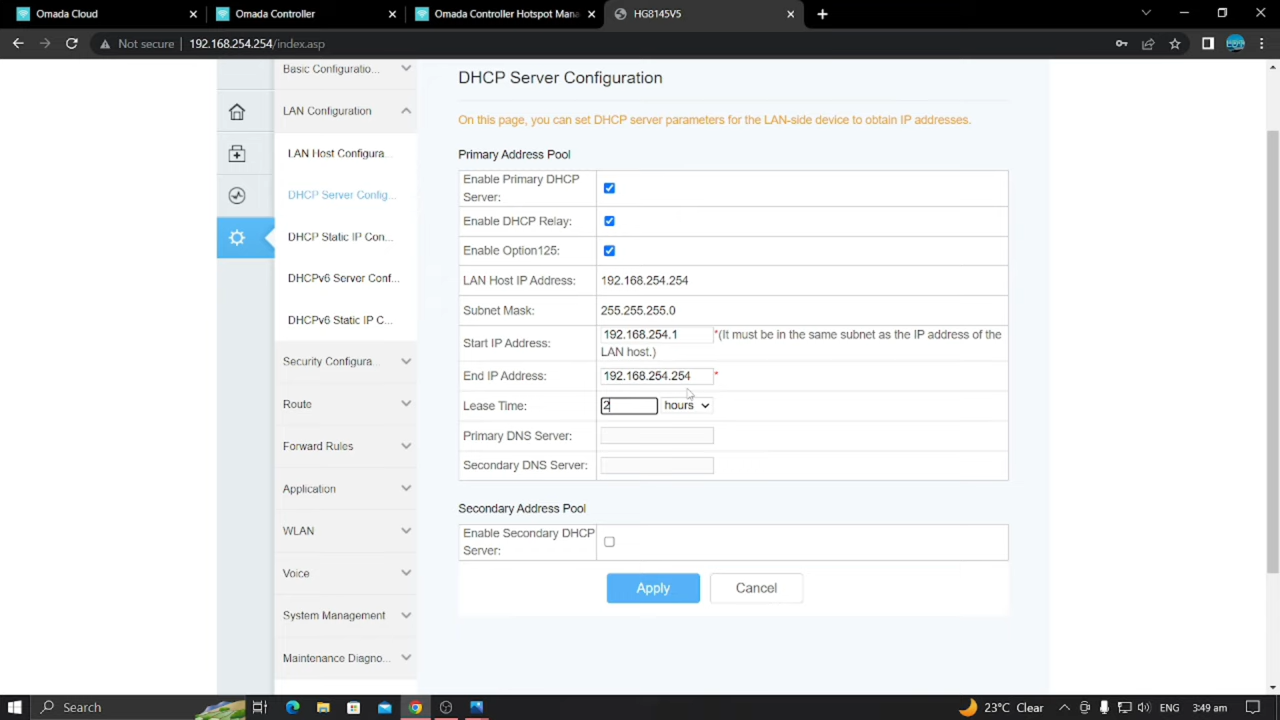 Omada Cloud
Omada Controller
Omada Controller Hotspot Mana
HG8145V5
Not secure
192.168.254.254/index.asp
Basic Configuratio...
LAN Configuration
LAN Host Configura...
DHCP Server Config...
DHCP Static IP Con...
DHCPv6 Server Conf...
DHCPv6 Static IP C...
Security Configura...
Route
Forward Rules
Application
WLAN
Voice
System Management
Maintenance Diagno...
DHCP Server Configuration
On this page, you can set DHCP server parameters for the LAN-side device to obtain IP addresses.
Primary Address Pool
Enable Primary DHCP
Server:
Enable DHCP Relay:
Enable Option125:
LAN Host IP Address: 192.168.254.254
Subnet Mask: 255.255.255.0
Start IP Address: 192.168.254.1 *(It must be in the same subnet as the IP address of the
LAN host.)
End IP Address: 192.168.254.254 *
Lease Time: 2 hours
Primary DNS Server:
Secondary DNS Server:
Secondary Address Pool
Enable Secondary DHCP
Server:
Apply Cancel
Search
23°C Clear
ENG
3:49 am